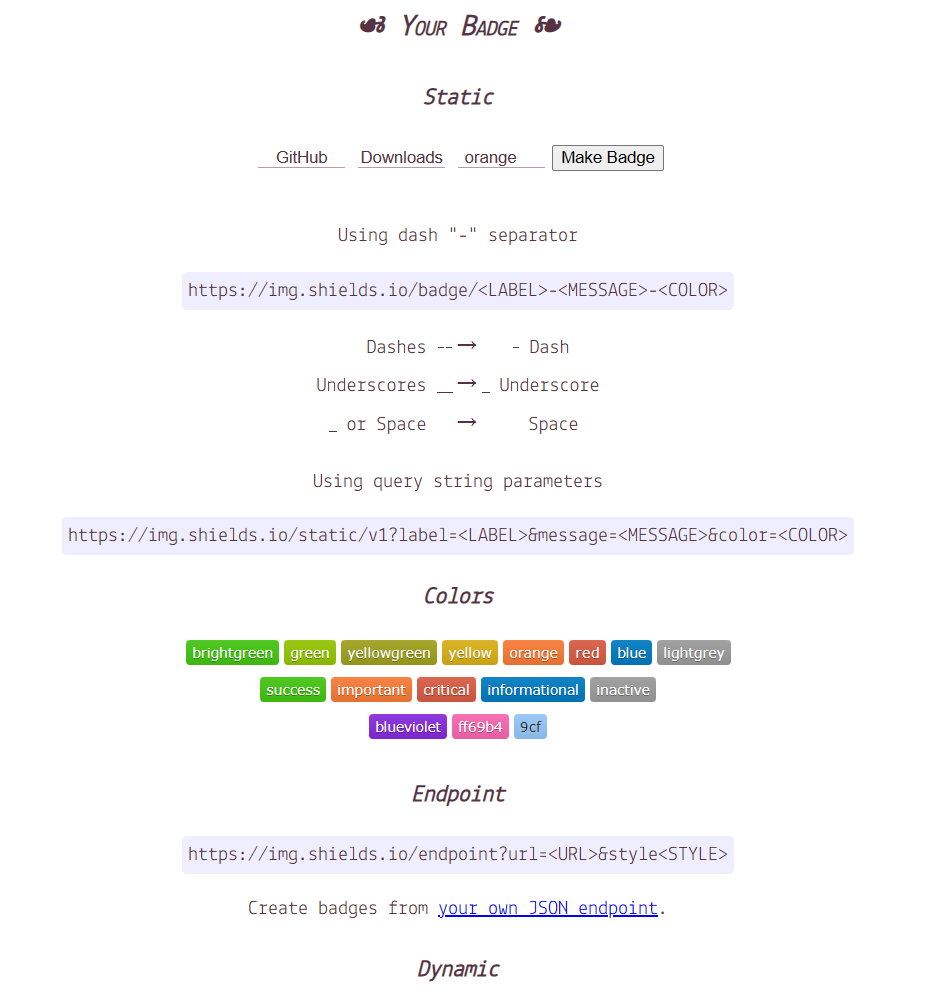 ☙ Your Badge ❧
Static
GitHub Downloads orange Make Badge
Using dash "-" separator
https://img.shields.io/badge/<LABEL>-<MESSAGE>-<COLOR>
Dashes -- → - Dash
Underscores __ → _ Underscore
_ or Space → Space
Using query string parameters
https://img.shields.io/static/v1?label=<LABEL>&message=<MESSAGE>&color=<COLOR>
Colors
brightgreen green yellowgreen yellow orange red blue lightgrey
success important critical informational inactive
blueviolet ff69b4 9cf
Endpoint
https://img.shields.io/endpoint?url=<URL>&style<STYLE>
Create badges from your own JSON endpoint.
Dynamic